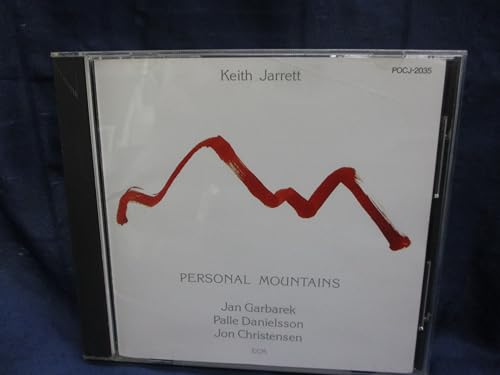 Keith Jarrett
POCJ-2035
PERSONAL MOUNTAINS
Jan Garbarek
Palle Danielsson
Jon Christensen
ECM